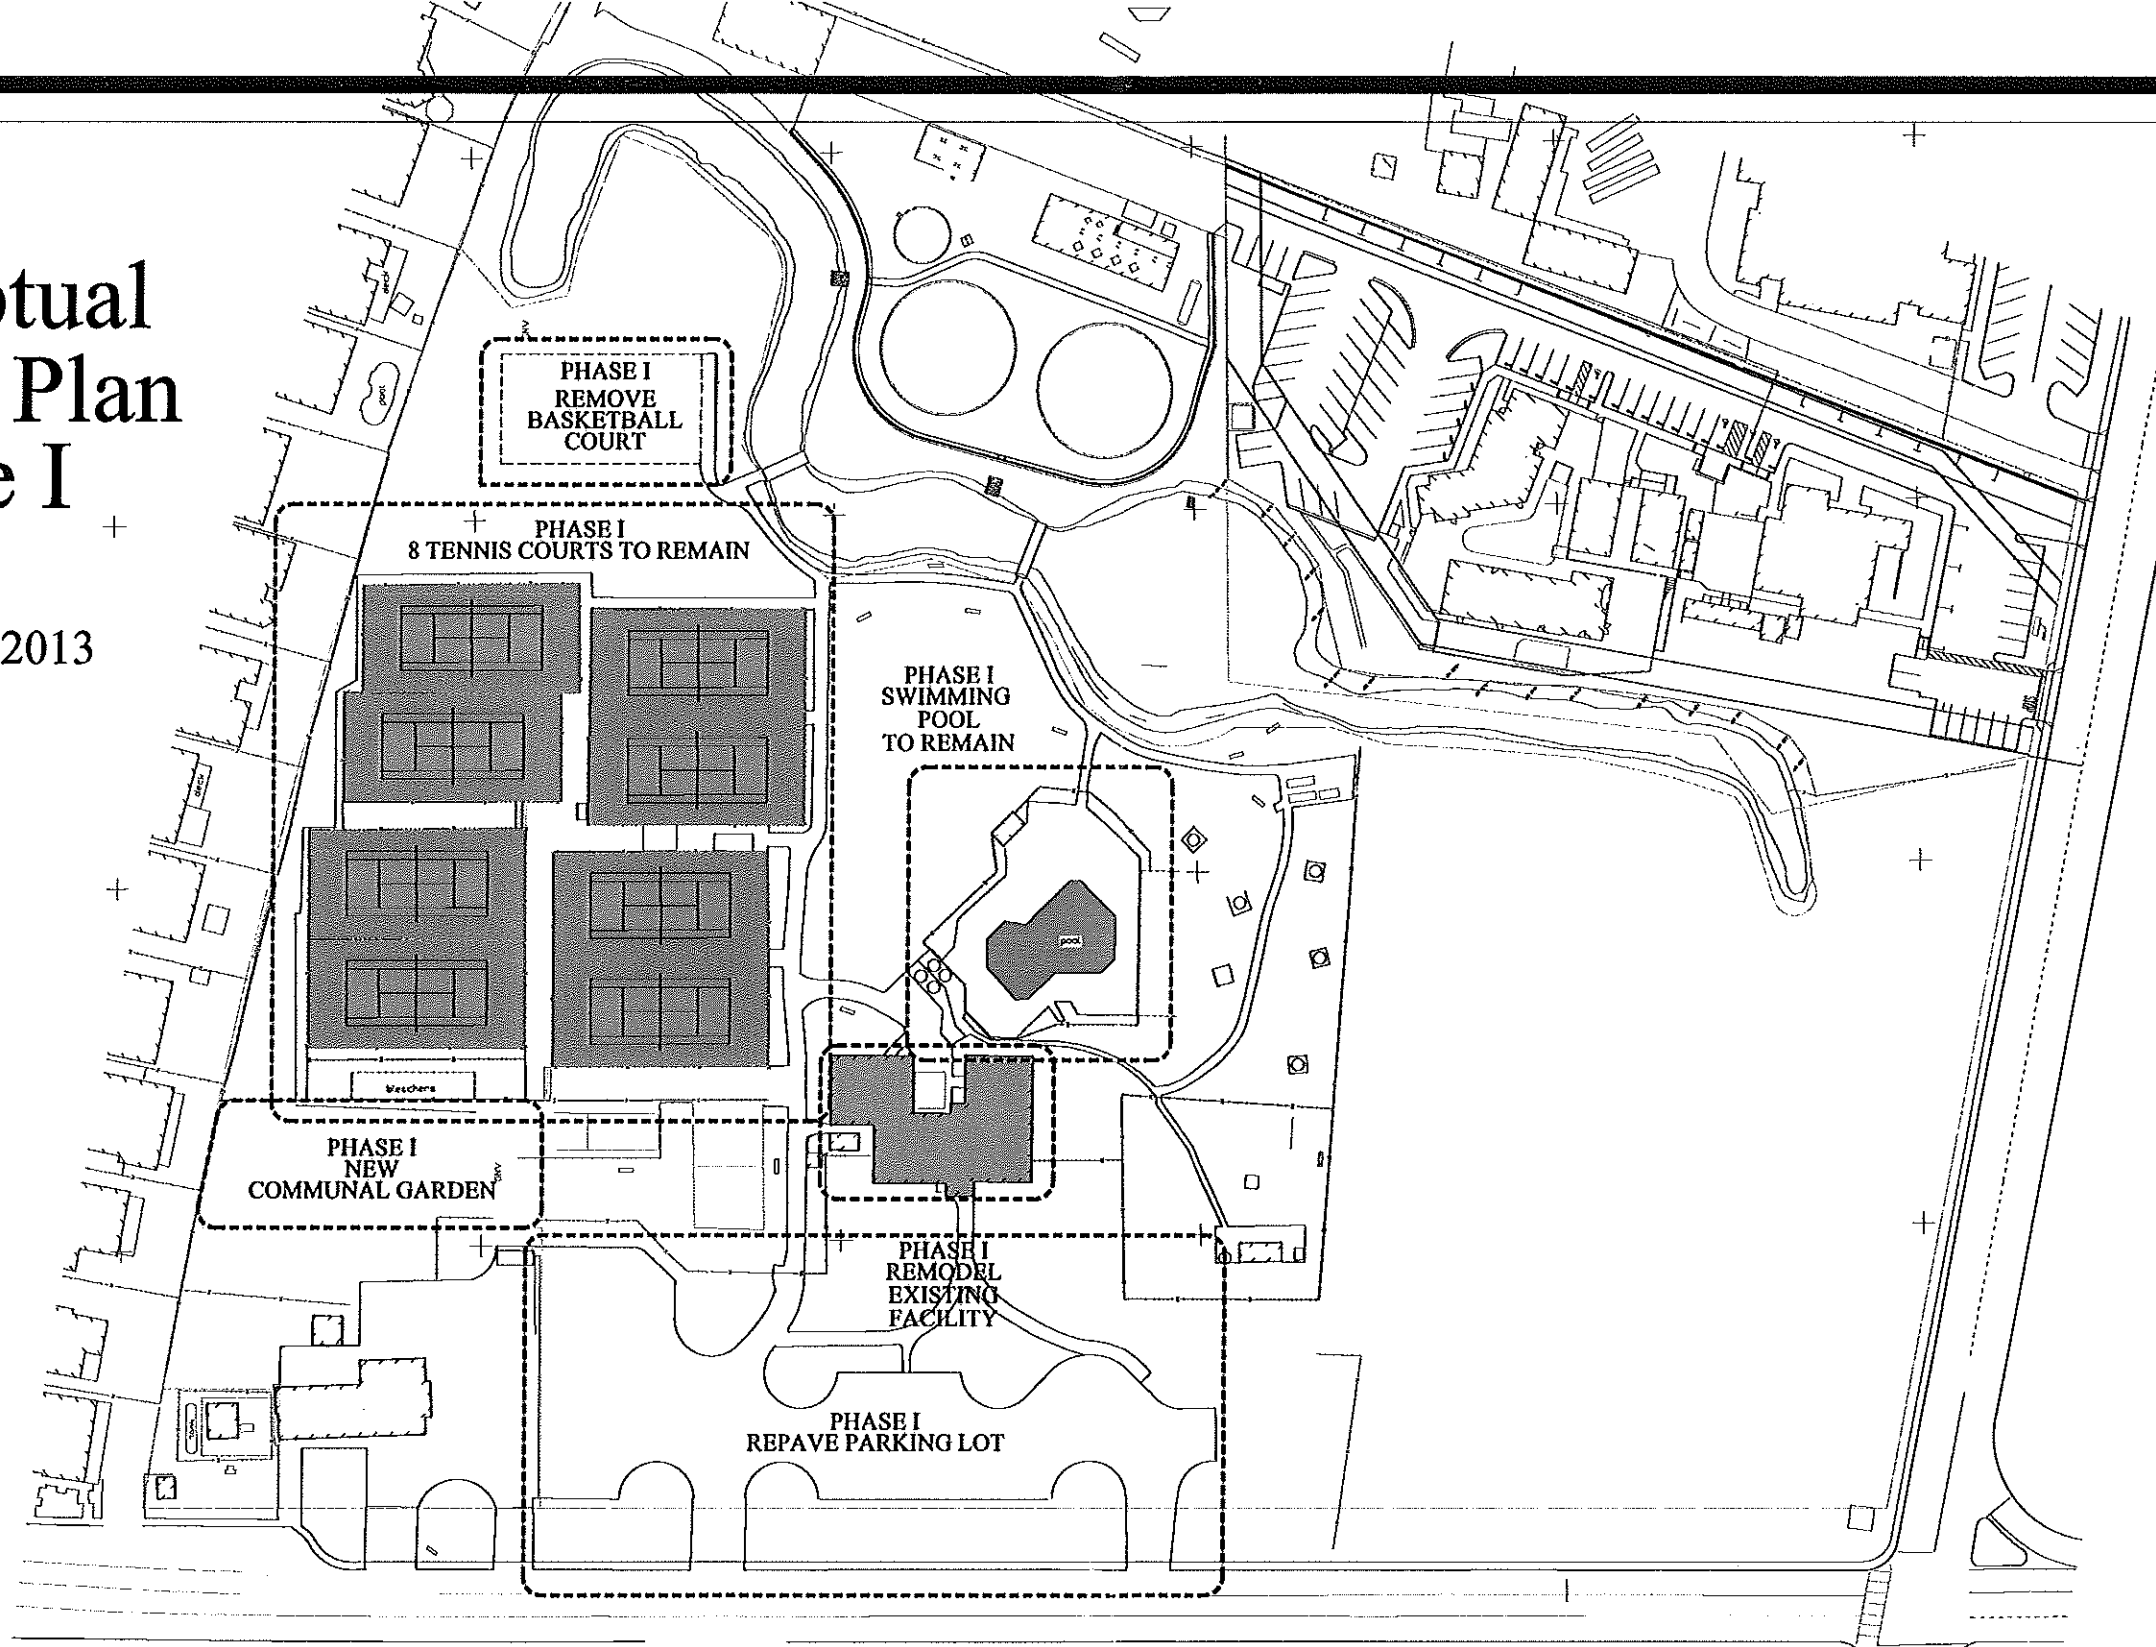 otual
Plan
e I
2013
PHASE I
REMOVE
BASKETBALL
COURT
PHASE I
8 TENNIS COURTS TO REMAIN
PHASE I
SWIMMING
POOL
TO REMAIN
pool
bleachers
PHASE I
NEW
COMMUNAL GARDEN
PHASE I
REMODEL
EXISTING
FACILITY
PHASE I
REPAVE PARKING LOT
deck
pool
deck